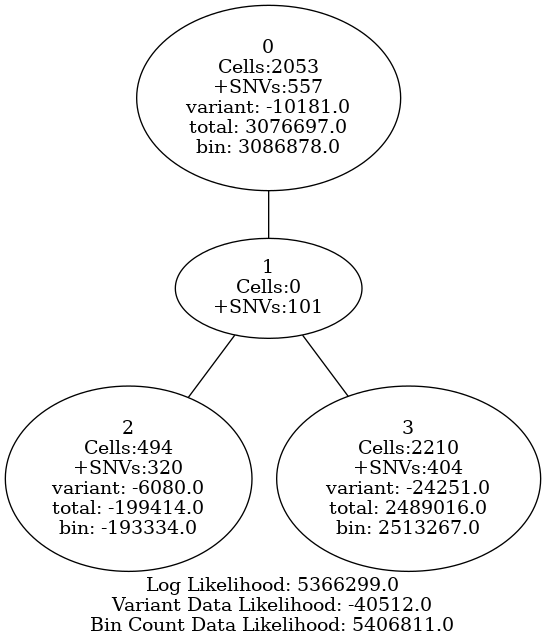 0
Cells:2053
+SNVs:557
variant: -10181.0
total: 3076697.0
bin: 3086878.0
1
Cells:0
+SNVs:101
2
Cells:494
+SNVs:320
variant: -6080.0
total: -199414.0
bin: -193334.0
3
Cells:2210
+SNVs:404
variant: -24251.0
total: 2489016.0
bin: 2513267.0
Log Likelihood: 5366299.0
Variant Data Likelihood: -40512.0
Bin Count Data Likelihood: 5406811.0